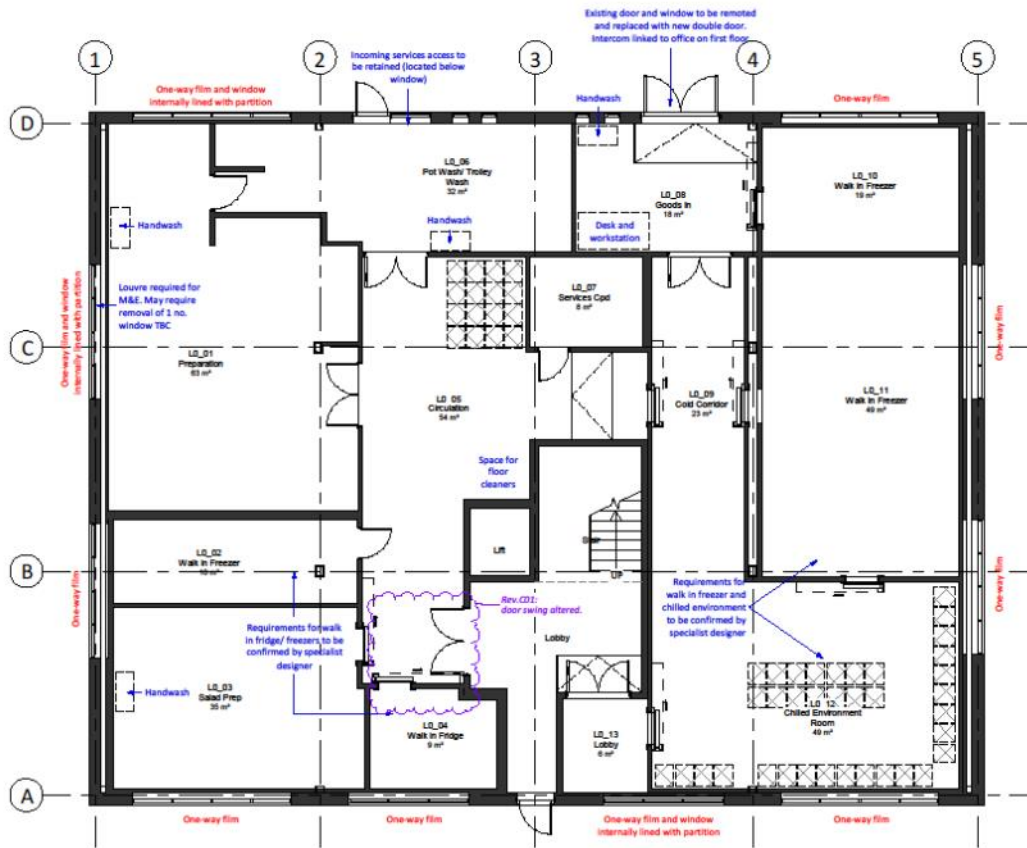 Existing door and window to be remoted
and replaced with new double door.
Intercom linked to office on first floor
1
2
3
4
5
Incoming services access to
be retained (located below
window)
One-way film and window
internally lined with partition
Handwash
One-way film
D
L0_06
Pot Wash/ Trolley
Wash
32 m²
L0_08
Goods In
18 m²
L0_10
Walk in Freezer
19 m²
Handwash
Handwash
Desk and
workstation
Louvre required for
M&E. May require
removal of 1 no.
window TBC
L0_07
Services Cpd
8 m²
One-way film and window
internally lined with partition
One-way film
C
L0_01
Preparation
63 m²
L0_05
Circulation
54 m²
L0_09
Cold Corridor
23 m²
L0_11
Walk in Freezer
49 m²
Space for
floor
cleaners
L0_02
Walk in Freezer
Lift
Stair
UP
B
Rev.C01:
door swing altered.
Requirements for
walk in freezer and
chilled environment
to be confirmed by
specialist designer
One-way film
One-way film
Requirements for walk
in fridge/ freezers to be
confirmed by specialist
designer
Lobby
Handwash
L0_03
Salad Prep
35 m²
L0_04
Walk in Fridge
9 m²
L0_13
Lobby
6 m²
L0_12
Chilled Environment
Room
49 m²
A
One-way film
One-way film
One-way film and window
internally lined with partition
One-way film